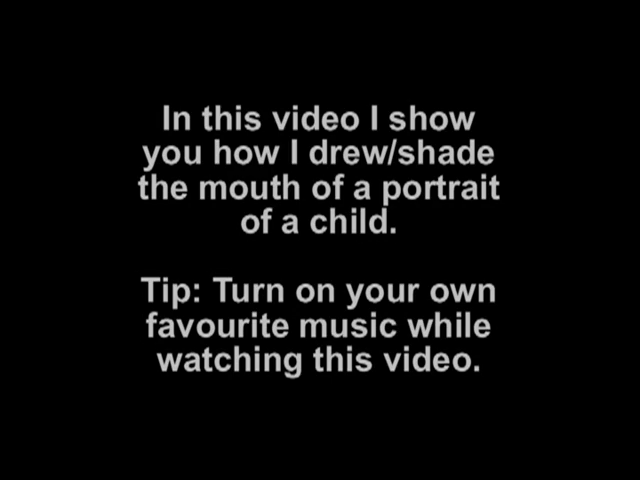 In this video I show
you how I drew/shade
the mouth of a portrait
of a child.
Tip: Turn on your own
favourite music while
watching this video.